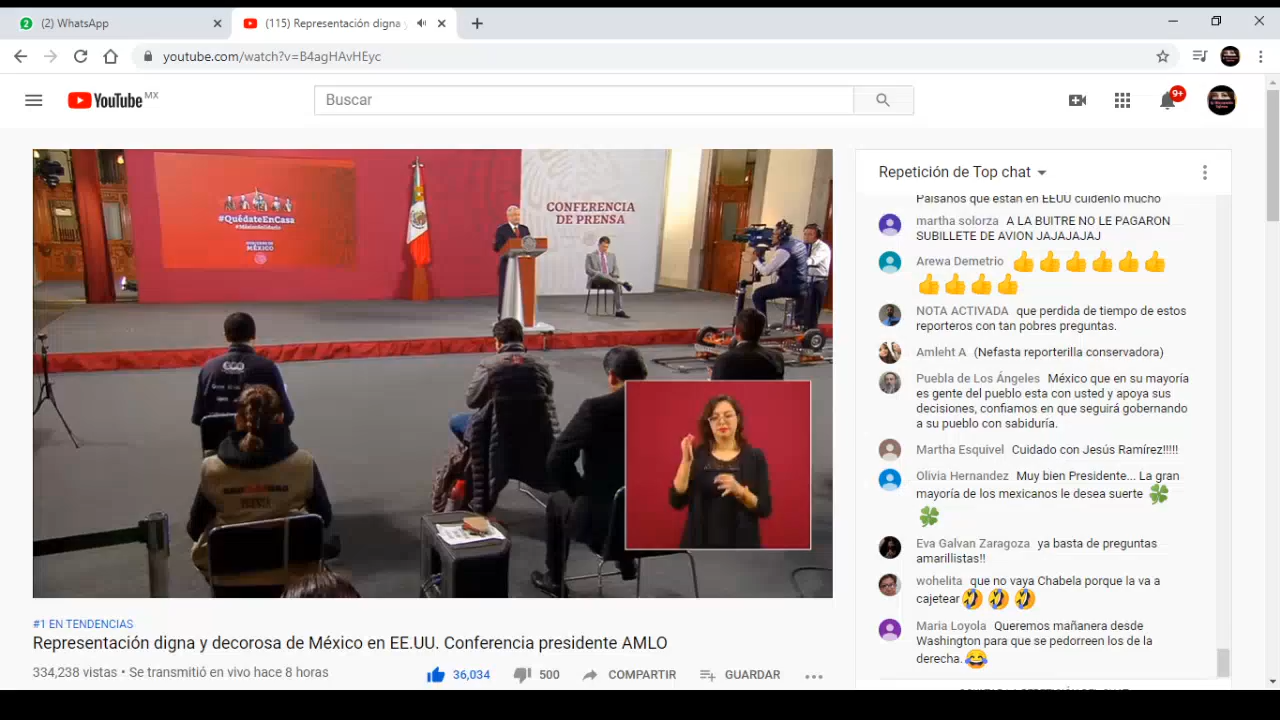 2
(2) WhatsApp
(115) Representación digna y
youtube.com/watch?v=B4agHAvHEyc
YouTube MX
Buscar
9+
#QuédateEnCasa
GOBIERNO DE
MÉXICO
CONFERENCIA
DE PRENSA
#1 EN TENDENCIAS
Representación digna y decorosa de México en EE.UU. Conferencia presidente AMLO
334,238 vistas • Se transmitió en vivo hace 8 horas
36,034
500
COMPARTIR
GUARDAR
Repetición de Top chat
Paisanos que estan en EEUU cuidenlo mucho
martha solorza A LA BUITRE NO LE PAGARON
SUBILLETE DE AVION JAJAJAJAJ
Arewa Demetrio 👍👍👍👍👍👍
👍👍👍👍
NOTA ACTIVADA que perdida de tiempo de estos
reporteros con tan pobres preguntas.
Amleht A (Nefasta reporterilla conservadora)
Puebla de Los Ángeles México que en su mayoría
es gente del pueblo esta con usted y apoya sus
decisiones, confiamos en que seguirá gobernando
a su pueblo con sabiduría.
Martha Esquivel Cuidado con Jesús Ramírez!!!!!
Olivia Hernandez Muy bien Presidente... La gran
mayoría de los mexicanos le desea suerte 🍀
🍀
Eva Galvan Zaragoza ya basta de preguntas
amarillistas!!
wohelita que no vaya Chabela porque la va a
cajetear🤣🤣🤣
Maria Loyola Queremos mañanera desde
Washington para que se pedorreen los de la
derecha.😂